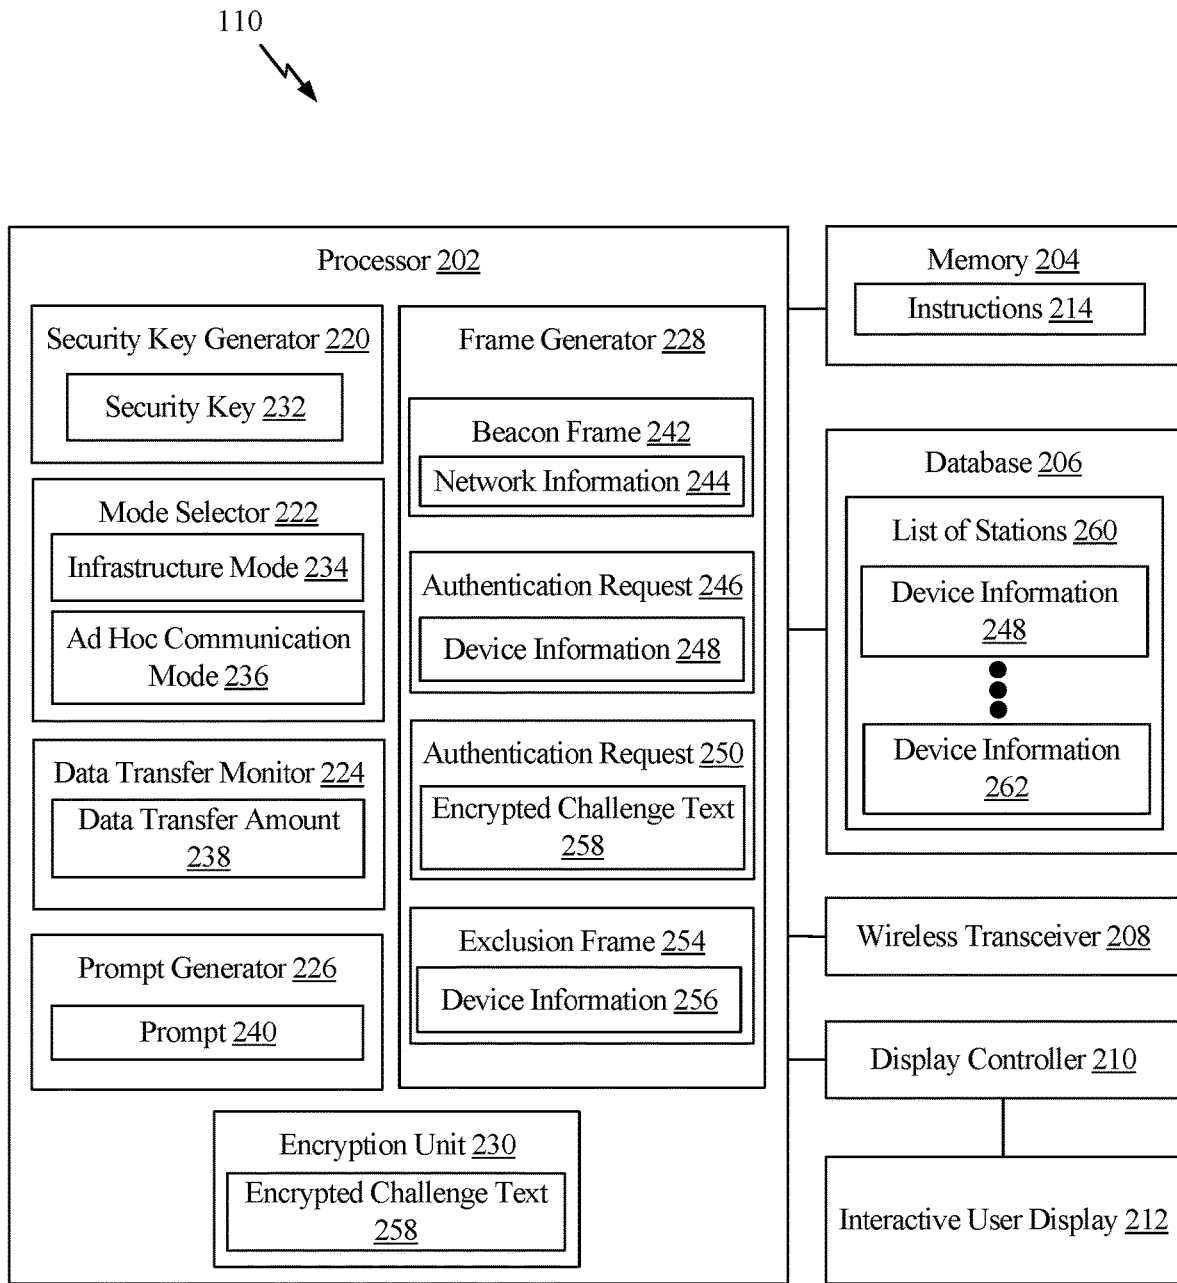 110
Processor 202
Security Key Generator 220
Security Key 232
Mode Selector 222
Infrastructure Mode 234
Ad Hoc Communication
Mode 236
Data Transfer Monitor 224
Data Transfer Amount
238
Prompt Generator 226
Prompt 240
Frame Generator 228
Beacon Frame 242
Network Information 244
Authentication Request 246
Device Information 248
Authentication Request 250
Encrypted Challenge Text
258
Exclusion Frame 254
Device Information 256
Encryption Unit 230
Encrypted Challenge Text
258
Memory 204
Instructions 214
Database 206
List of Stations 260
Device Information
248
Device Information
262
Wireless Transceiver 208
Display Controller 210
Interactive User Display 212